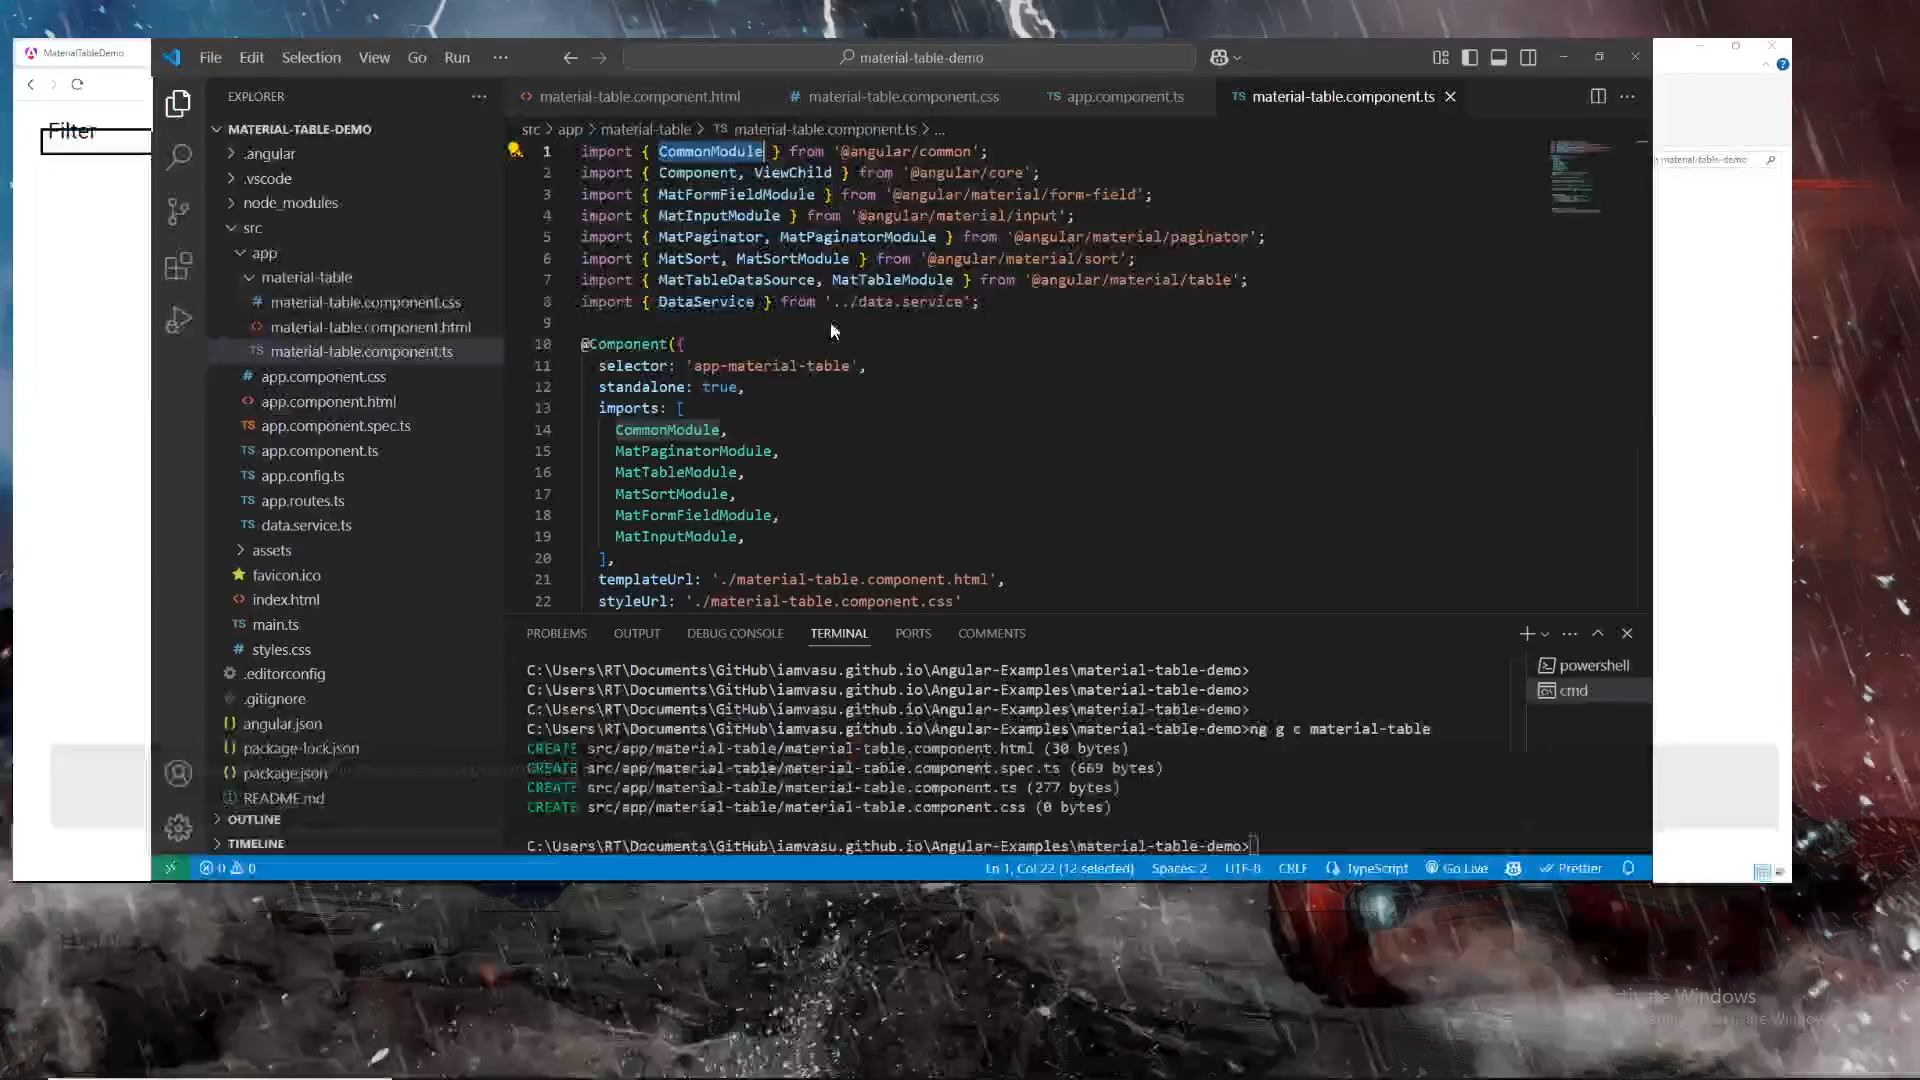 MaterialTableDemo
File Edit Selection View Go Run
material-table-demo
Filter
EXPLORER
material-table.component.html
material-table.component.css
app.component.ts
material-table.component.ts
src > app > material-table > TS material-table.component.ts > ...
material-table-demo
MATERIAL-TABLE-DEMO
.angular
.vscode
node_modules
src
app
material-table
# material-table.component.css
<> material-table.component.html
TS material-table.component.ts
# app.component.css
<> app.component.html
TS app.component.spec.ts
TS app.component.ts
TS app.config.ts
TS app.routes.ts
TS data.service.ts
assets
favicon.ico
<> index.html
TS main.ts
# styles.css
.editorconfig
.gitignore
{} angular.json
{} package-lock.json
{} package.json
README.md
OUTLINE
TIMELINE
1 import { CommonModule } from '@angular/common';
2 import { Component, ViewChild } from '@angular/core';
3 import { MatFormFieldModule } from '@angular/material/form-field';
4 import { MatInputModule } from '@angular/material/input';
5 import { MatPaginator, MatPaginatorModule } from '@angular/material/paginator';
6 import { MatSort, MatSortModule } from '@angular/material/sort';
7 import { MatTableDataSource, MatTableModule } from '@angular/material/table';
8 import { DataService } from '../data.service';
9
10 @Component({
11 selector: 'app-material-table',
12 standalone: true,
13 imports: [
14 CommonModule,
15 MatPaginatorModule,
16 MatTableModule,
17 MatSortModule,
18 MatFormFieldModule,
19 MatInputModule,
20 ],
21 templateUrl: './material-table.component.html',
22 styleUrl: './material-table.component.css'
PROBLEMS OUTPUT DEBUG CONSOLE TERMINAL PORTS COMMENTS
C:\Users\RT\Documents\GitHub\iamvasu.github.io\Angular-Examples\material-table-demo>
C:\Users\RT\Documents\GitHub\iamvasu.github.io\Angular-Examples\material-table-demo>
C:\Users\RT\Documents\GitHub\iamvasu.github.io\Angular-Examples\material-table-demo>
C:\Users\RT\Documents\GitHub\iamvasu.github.io\Angular-Examples\material-table-demo>ng g c material-table
CREATE src/app/material-table/material-table.component.html (30 bytes)
CREATE src/app/material-table/material-table.component.spec.ts (669 bytes)
CREATE src/app/material-table/material-table.component.ts (277 bytes)
CREATE src/app/material-table/material-table.component.css (0 bytes)
C:\Users\RT\Documents\GitHub\iamvasu.github.io\Angular-Examples\material-table-demo>
powershell
cmd
0 0
Ln 1, Col 22 (12 selected) Spaces: 2 UTF-8 CRLF {} TypeScript Go Live Prettier
Windows